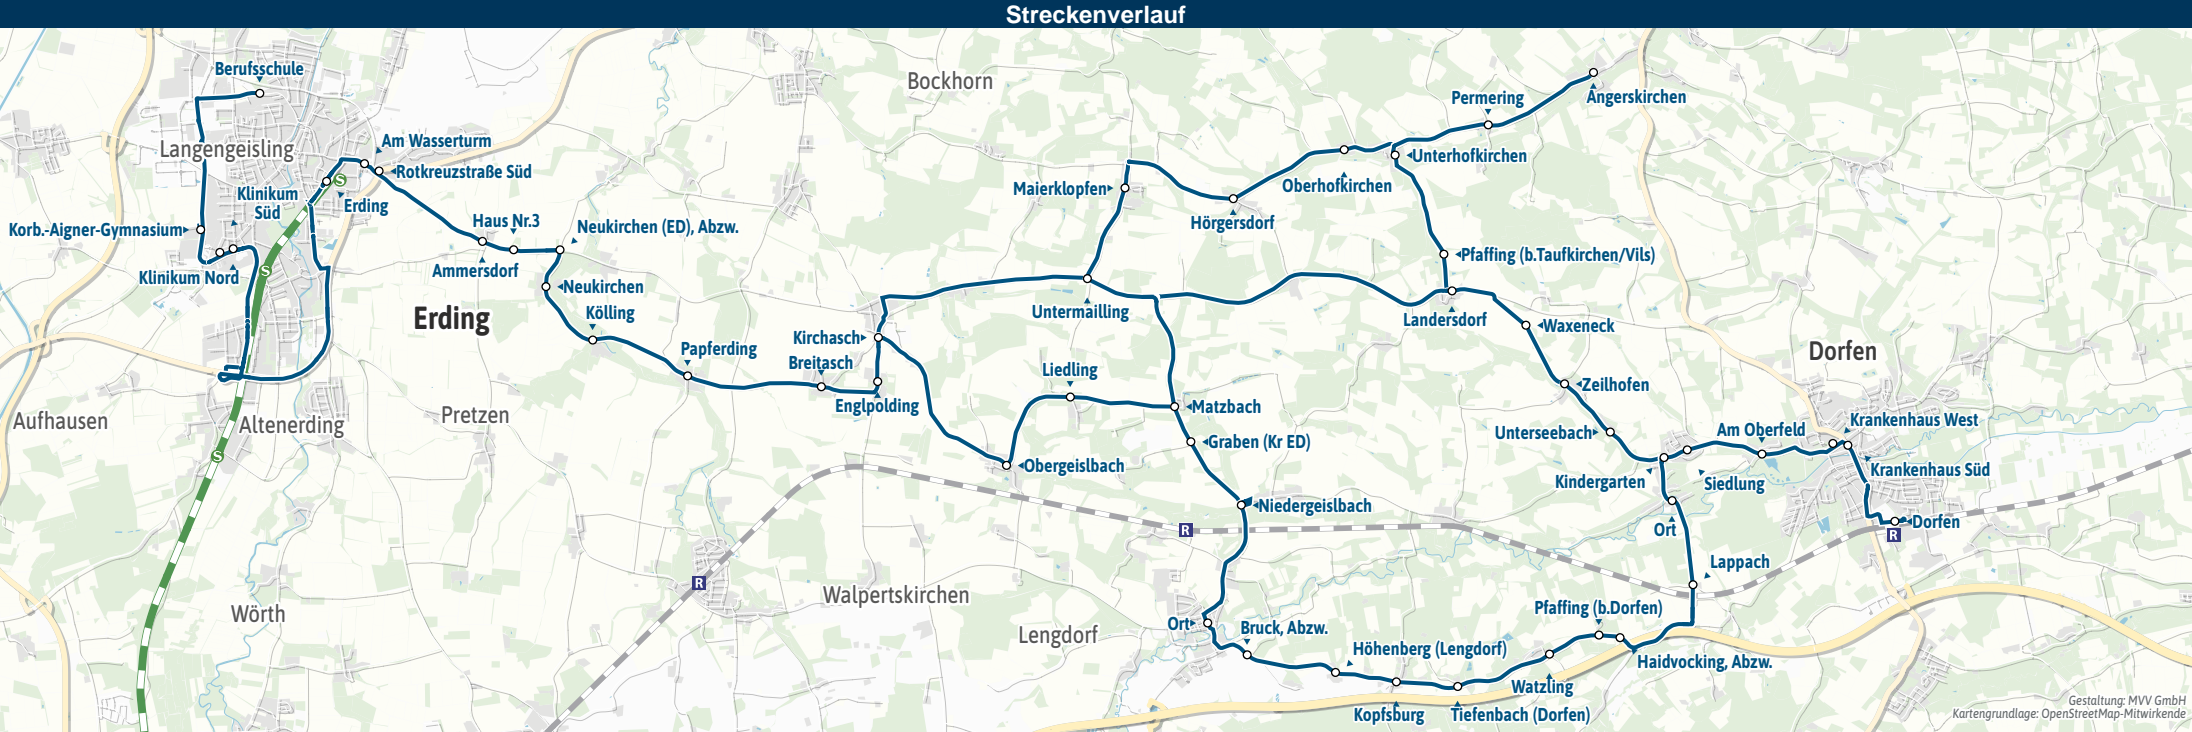 Streckenverlauf
Berufsschule
Bockhorn
Permering
Angerskirchen
Langengeisling
Am Wasserturm
Rotkreuzstraße Süd
Unterhofkirchen
Oberhofkirchen
Maierklopfen
Hörgersdorf
Klinikum
Süd
Erding
Korb.-Aigner-Gymnasium
Klinikum Nord
Haus Nr.3
Neukirchen (ED), Abzw.
Ammersdorf
Neukirchen
Pfaffing (b.Taufkirchen/Vils)
Erding
Kölling
Untermailling
Landersdorf
Waxeneck
Kirchasch
Papferding
Breitasch
Dorfen
Liedling
Zeilhofen
Englpolding
Matzbach
Aufhausen
Altenerding
Pretzen
Graben (Kr ED)
Unterseebach
Am Oberfeld
Krankenhaus West
Obergeislbach
Krankenhaus Süd
Kindergarten
Siedlung
Niedergeislbach
Ort
Dorfen
Lappach
Wörth
Walpertskirchen
Lengdorf
Ort
Bruck, Abzw.
Pfaffing (b.Dorfen)
Höhenberg (Lengdorf)
Haidvocking, Abzw.
Watzling
Kopfsburg
Tiefenbach (Dorfen)
S
S
S
R
R
R
Gestaltung: MVV GmbH
Kartengrundlage: OpenStreetMap-Mitwirkende